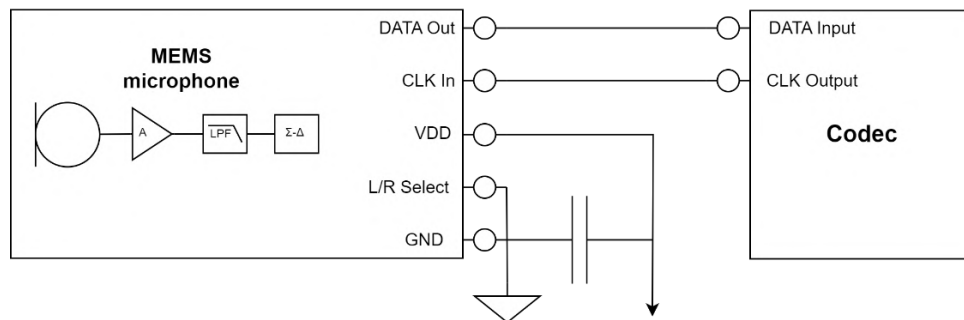 DATA Out
DATA Input
MEMS
microphone
CLK In
CLK Output
A
LPF
Σ-Δ
VDD
Codec
L/R Select
GND